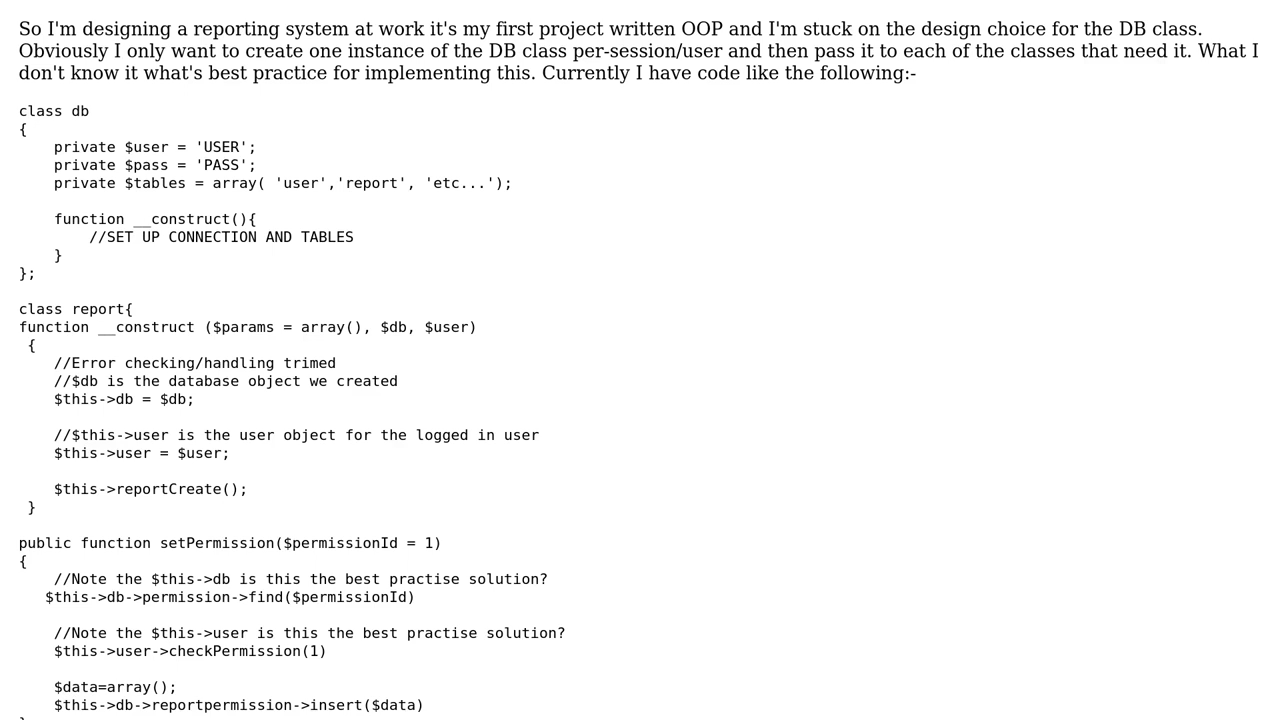 So I'm designing a reporting system at work it's my first project written OOP and I'm stuck on the design choice for the DB class.
Obviously I only want to create one instance of the DB class per-session/user and then pass it to each of the classes that need it. What I
don't know it what's best practice for implementing this. Currently I have code like the following:-
class db
{
    private $user = 'USER';
    private $pass = 'PASS';
    private $tables = array( 'user','report', 'etc...');

    function __construct(){
        //SET UP CONNECTION AND TABLES
    }
};

class report{
function __construct ($params = array(), $db, $user)
 {
    //Error checking/handling trimed
    //$db is the database object we created
    $this->db = $db;

    //$this->user is the user object for the logged in user
    $this->user = $user;

    $this->reportCreate();
 }

public function setPermission($permissionId = 1)
{
    //Note the $this->db is this the best practise solution?
   $this->db->permission->find($permissionId)

    //Note the $this->user is this the best practise solution?
    $this->user->checkPermission(1)

    $data=array();
    $this->db->reportpermission->insert($data)